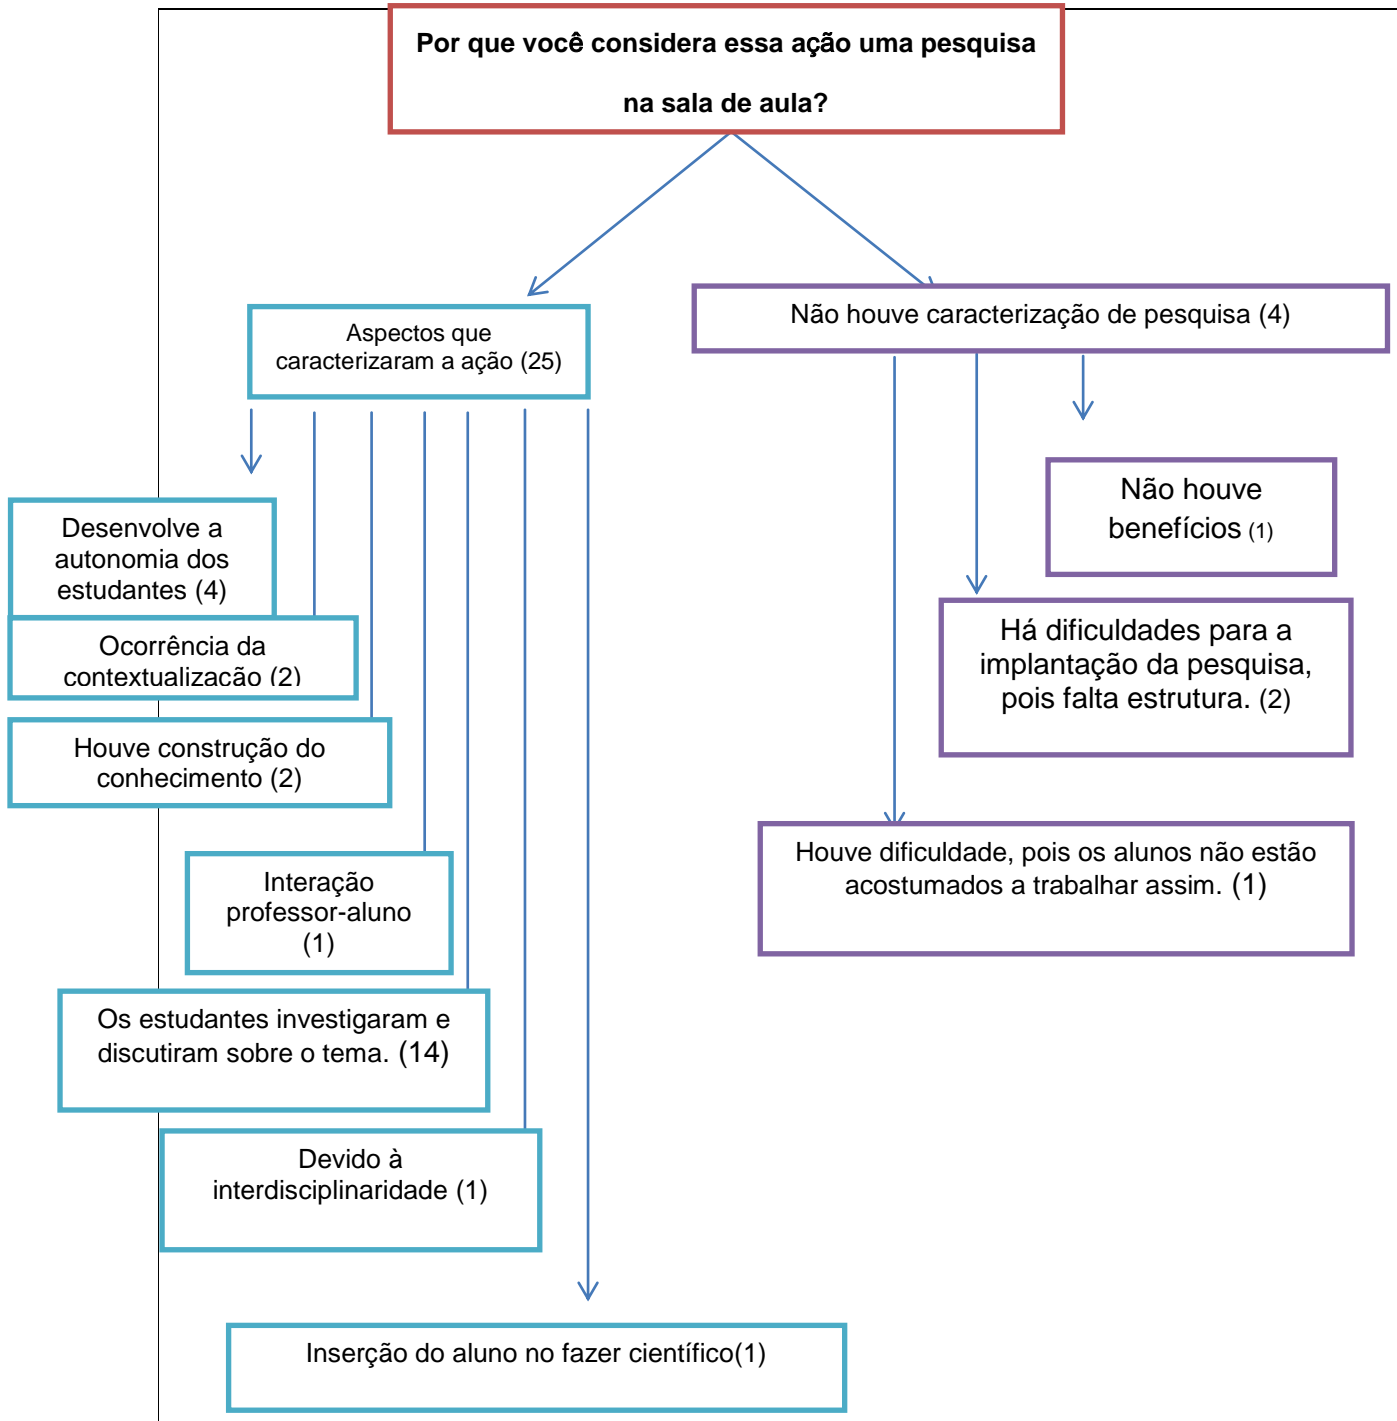 Por que você considera essa ação uma pesquisa
na sala de aula?
Aspectos que
caracterizaram a ação (25)
Não houve caracterização de pesquisa (4)
Desenvolve a
autonomia dos
estudantes (4)
Ocorrência da
contextualização (2)
Houve construção do
conhecimento (2)
Interação
professor-aluno
(1)
Os estudantes investigaram e
discutiram sobre o tema. (14)
Devido à
interdisciplinaridade (1)
Inserção do aluno no fazer científico(1)
Não houve
benefícios (1)
Há dificuldades para a
implantação da pesquisa,
pois falta estrutura. (2)
Houve dificuldade, pois os alunos não estão
acostumados a trabalhar assim. (1)